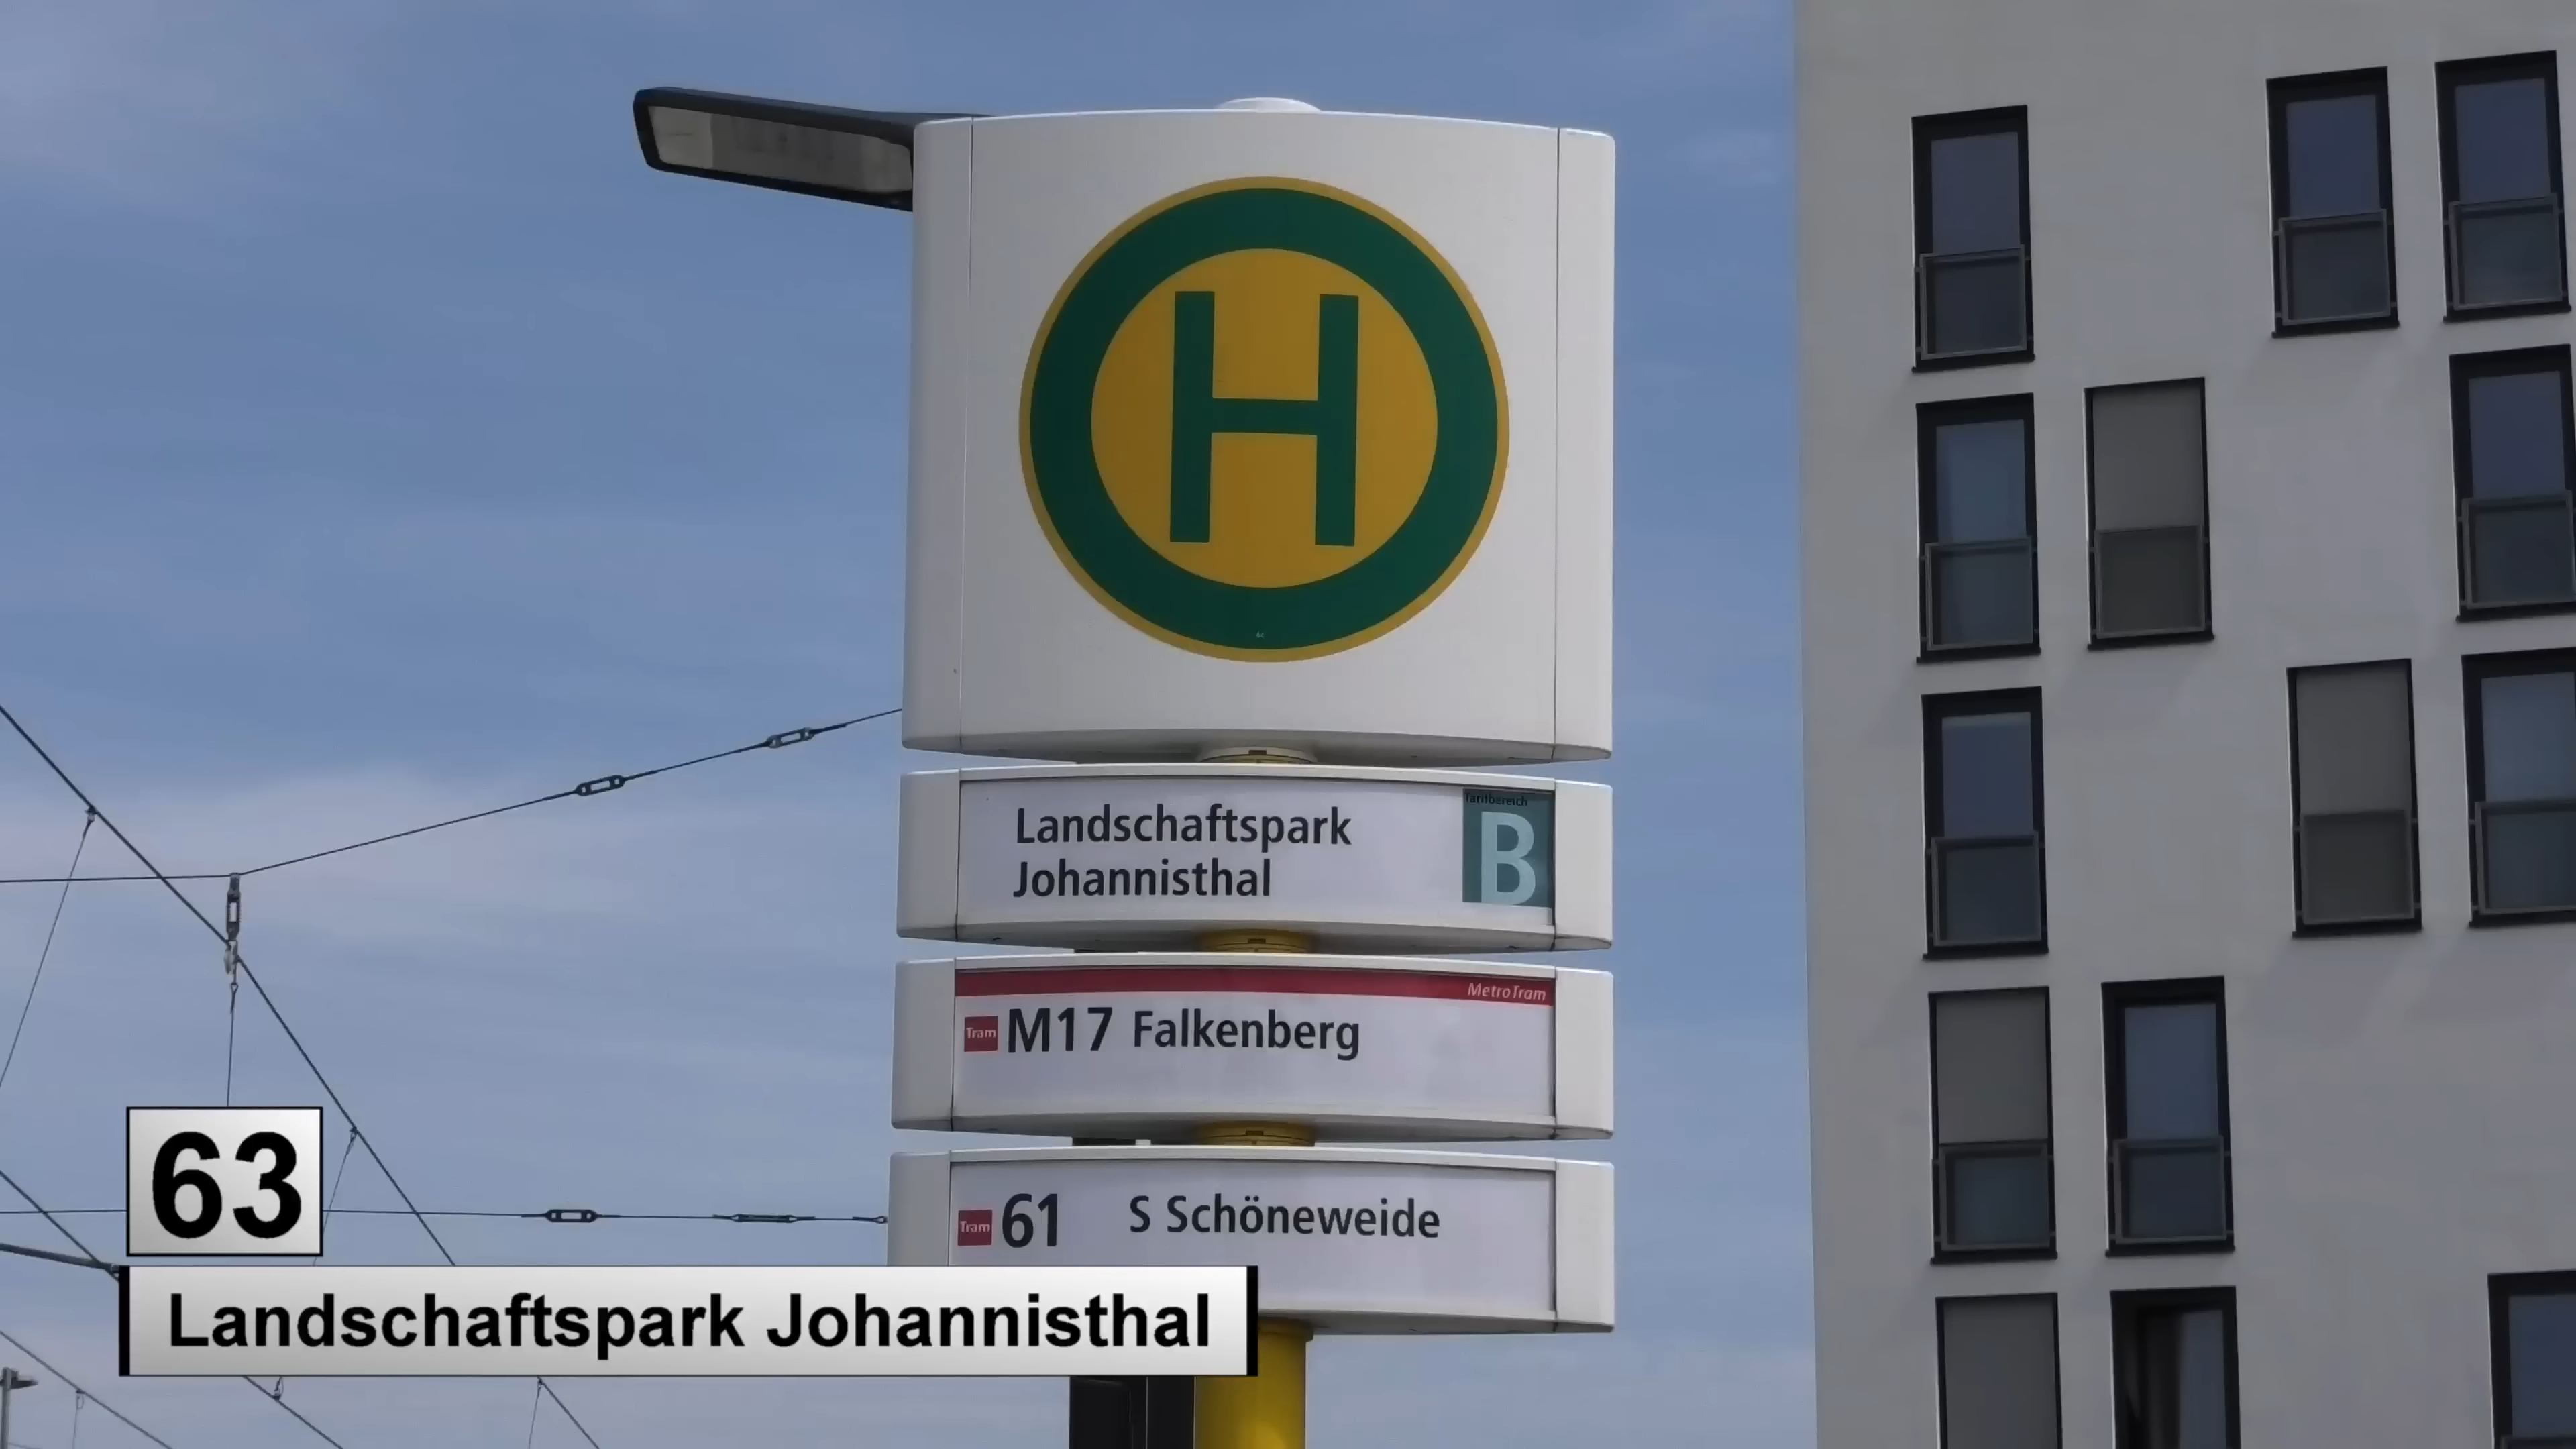 H
Landschaftspark
Johannisthal
Tarifbereich
B
MetroTram
Tram M17 Falkenberg
Tram 61 S Schöneweide
63
Landschaftspark Johannisthal